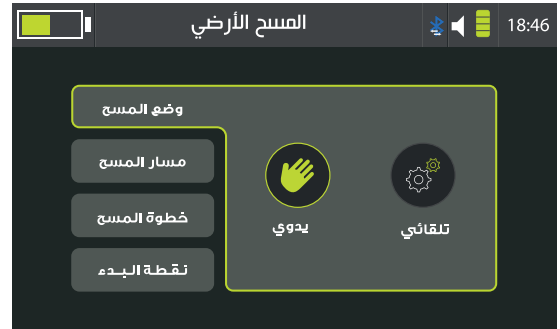 المسح الأرضي
18:46
وضع المسح
مسار المسح
خطوة المسح
نقطة البدء
يدوي
تلقائي